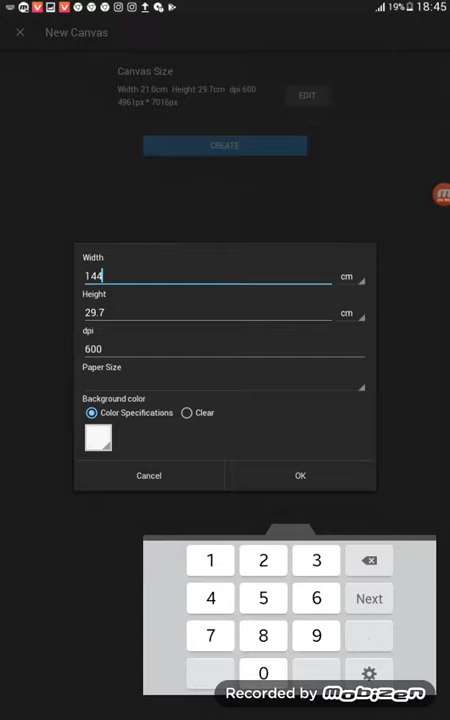 19% 18:45
New Canvas
Canvas Size
Width 21.0cm Height 29.7cm dpi 600
4961px * 7016px
EDIT
CREATE
Width
144 cm
Height
29.7 cm
dpi
600
Paper Size
Background color
Color Specifications Clear
Cancel OK
1 2 3
4 5 6 Next
7 8 9 .
0
Recorded by mobizen